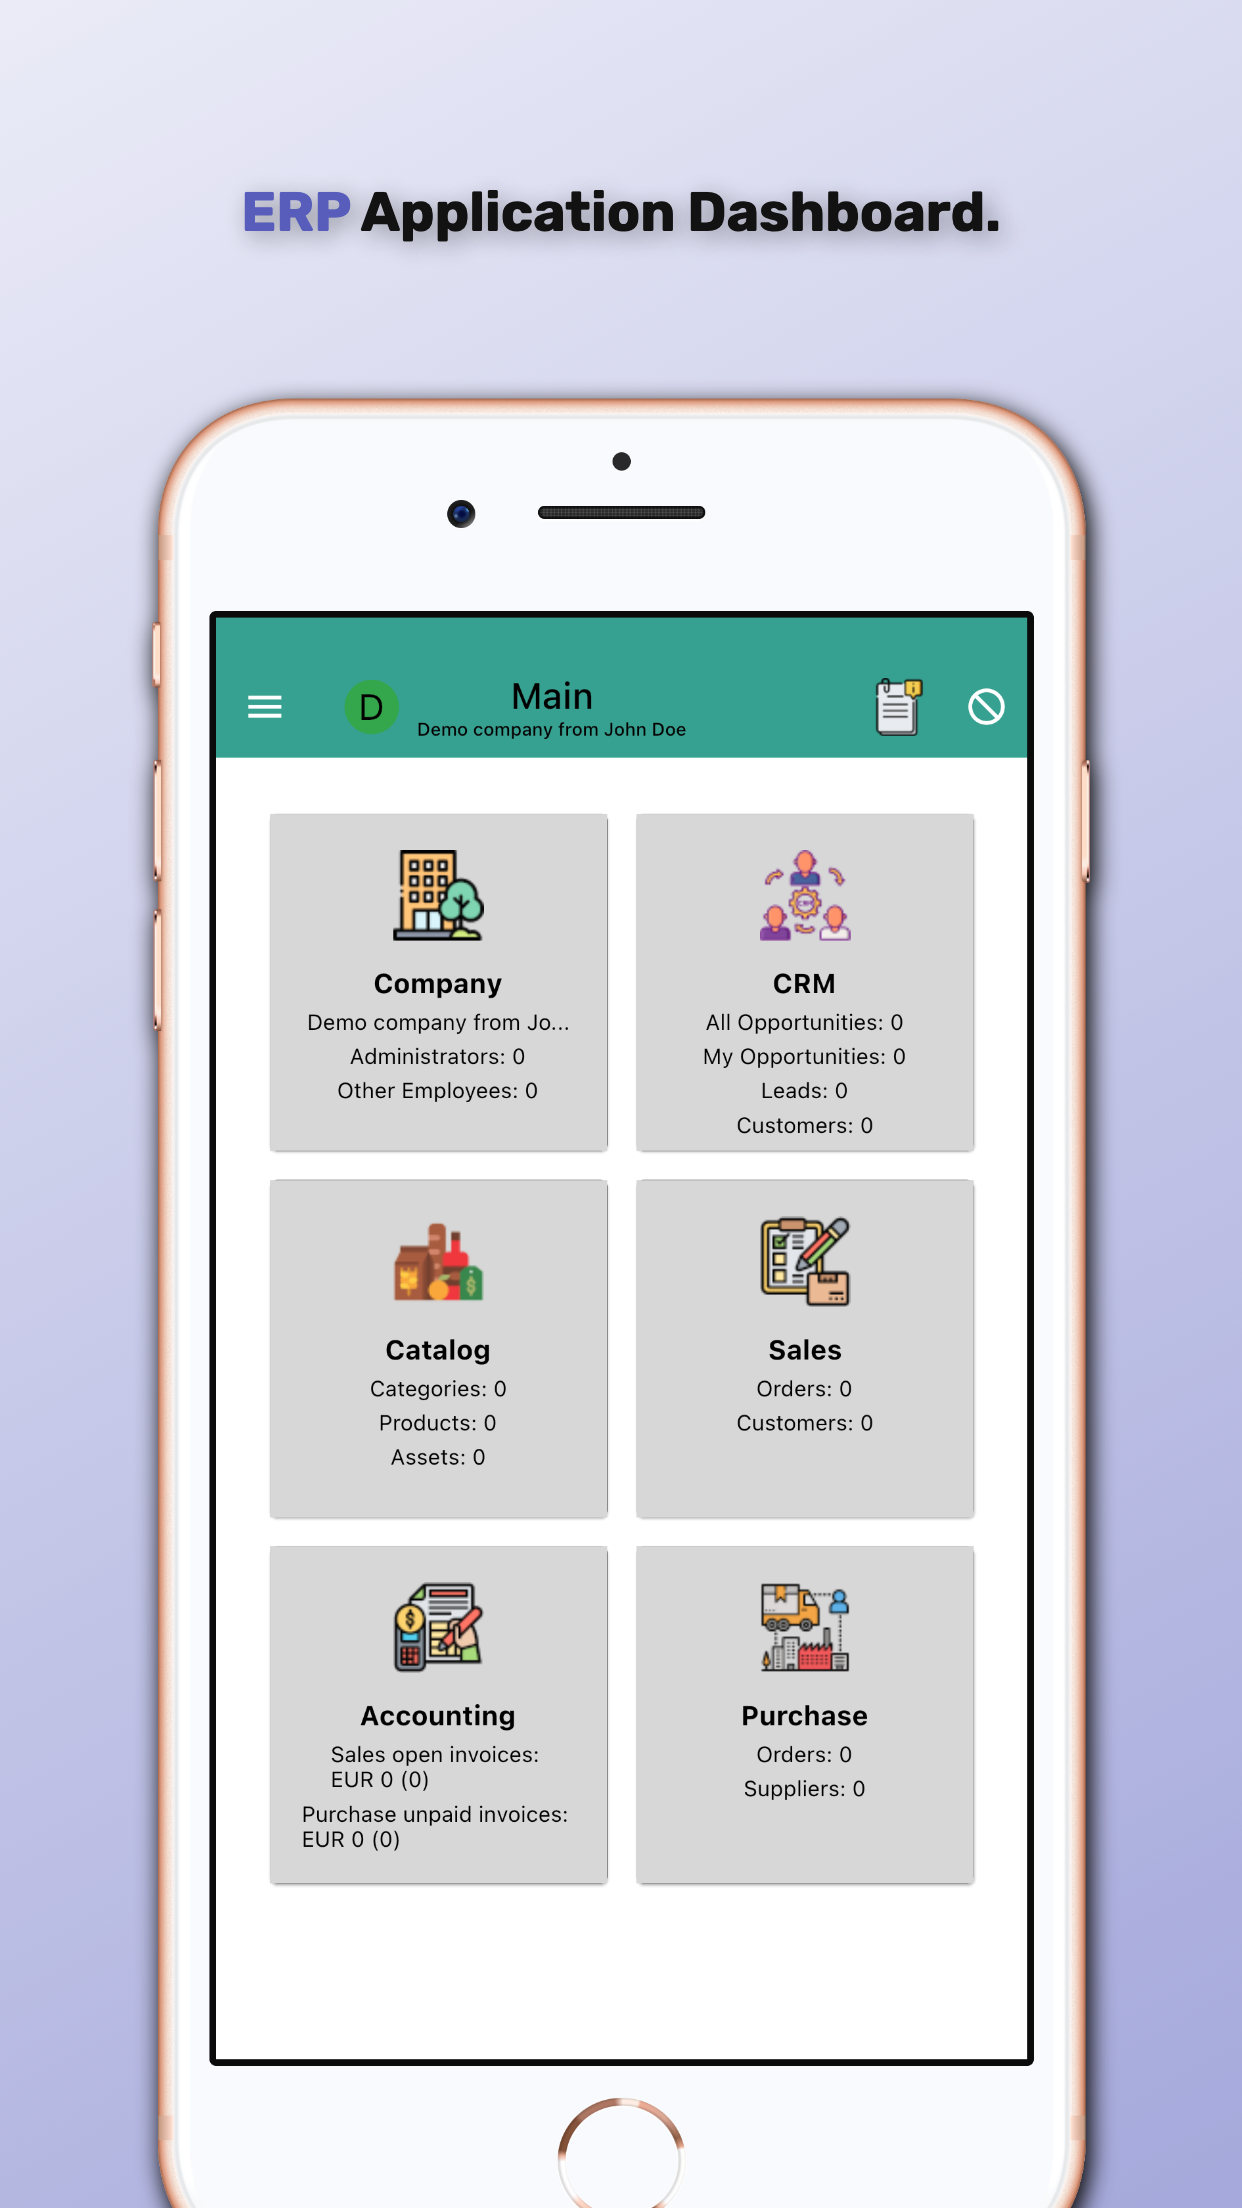 ERP Application Dashboard.
D
Main
Demo company from John Doe
Company
Demo company from Jo...
Administrators: 0
Other Employees: 0
CRM
All Opportunities: 0
My Opportunities: 0
Leads: 0
Customers: 0
Catalog
Categories: 0
Products: 0
Assets: 0
Sales
Orders: 0
Customers: 0
Accounting
Sales open invoices:
EUR 0 (0)
Purchase unpaid invoices:
EUR 0 (0)
Purchase
Orders: 0
Suppliers: 0